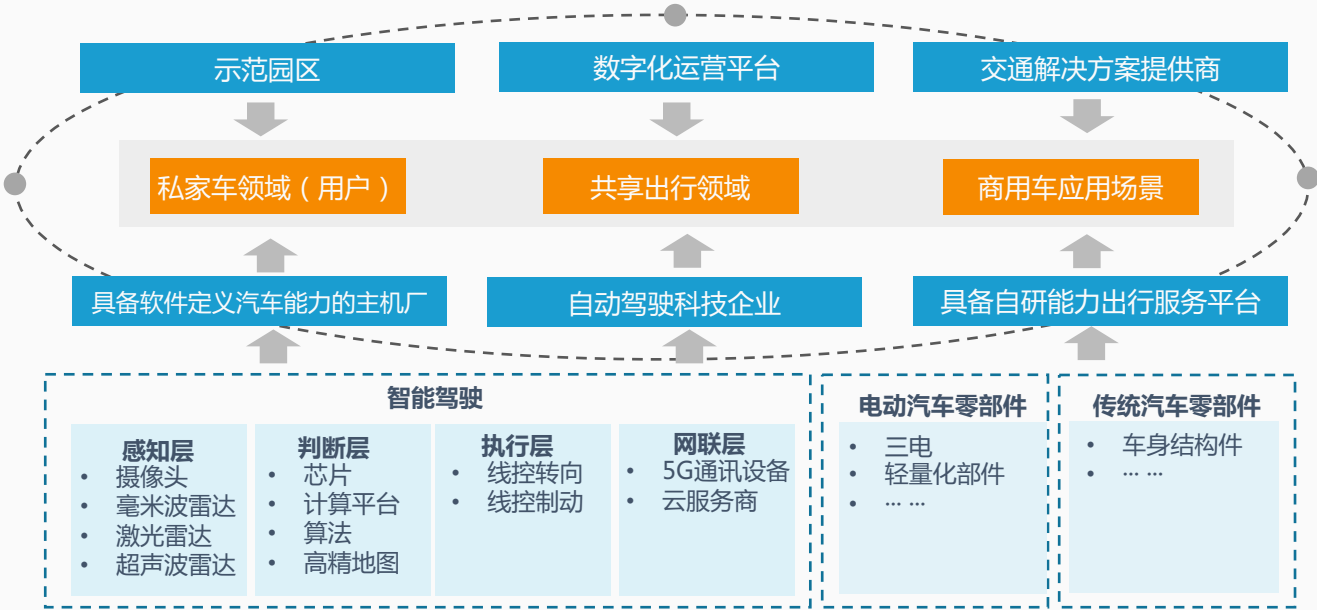 示范园区
数字化运营平台
交通解决方案提供商
私家车领域（用户）
共享出行领域
商用车应用场景
具备软件定义汽车能力的主机厂
自动驾驶科技企业
具备自研能力出行服务平台
智能驾驶
感知层
• 摄像头
• 毫米波雷达
• 激光雷达
• 超声波雷达
判断层
• 芯片
• 计算平台
• 算法
• 高精地图
执行层
• 线控转向
• 线控制动
网联层
• 5G通讯设备
• 云服务商
电动汽车零部件
• 三电
• 轻量化部件
• … …
传统汽车零部件
• 车身结构件
• … …